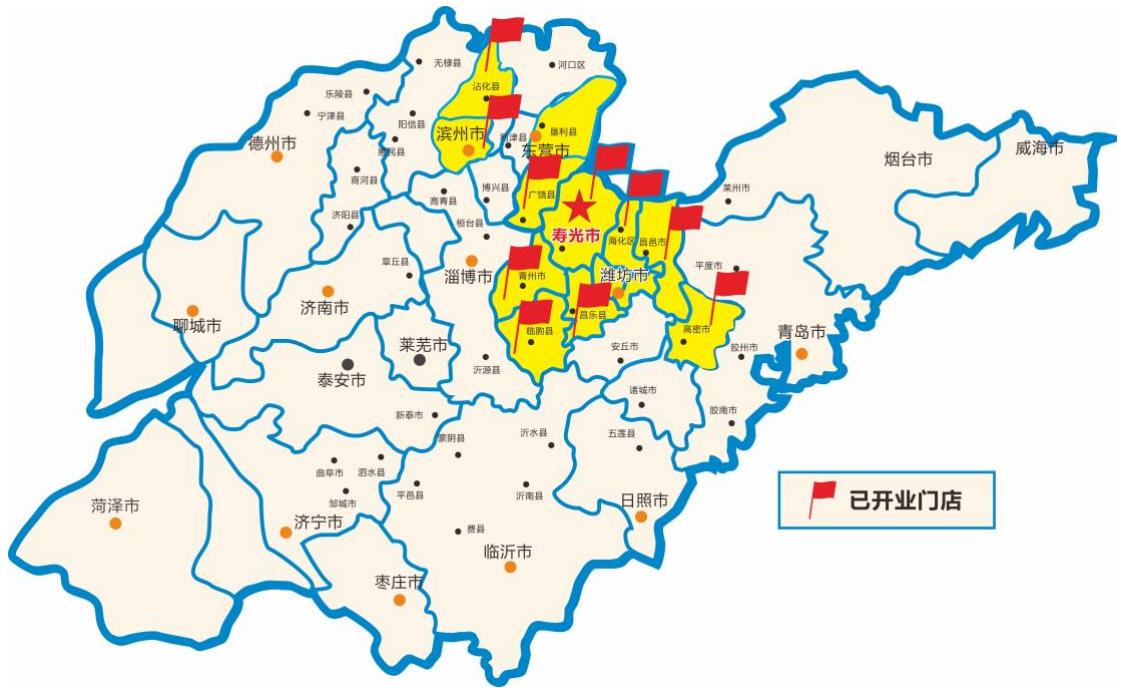 无棣县
河口区
沾化县
乐陵县
宁津县
阳信县
滨州市
利津县
垦利县
德州市
惠民县
东营市
烟台市
威海市
商河县
博兴县
广饶县
莱州市
高青县
济阳县
桓台县
寿光市
海化区
昌邑市
章丘县
淄博市
青州市
潍坊市
平度市
济南市
昌乐县
聊城市
临朐县
高密市
青岛市
莱芜市
安丘市
胶州市
泰安市
沂源县
诸城市
新泰市
胶南市
蒙阴县
沂水县
五莲县
曲阜市
泗水县
平邑县
沂南县
日照市
已开业门店
邹城市
菏泽市
济宁市
费县
临沂市
枣庄市